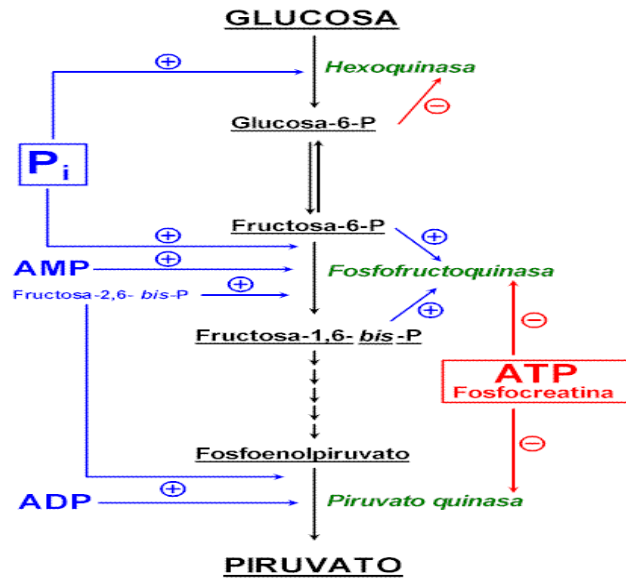 GLUCOSA
Hexoquinasa
Glucosa-6-P
Pi
Fructosa-6-P
AMP
Fosfofructoquinasa
Fructosa-2,6- bis-P
Fructosa-1,6- bis -P
ATP
Fosfocreatina
Fosfoenolpiruvato
ADP
Piruvato quinasa
PIRUVATO